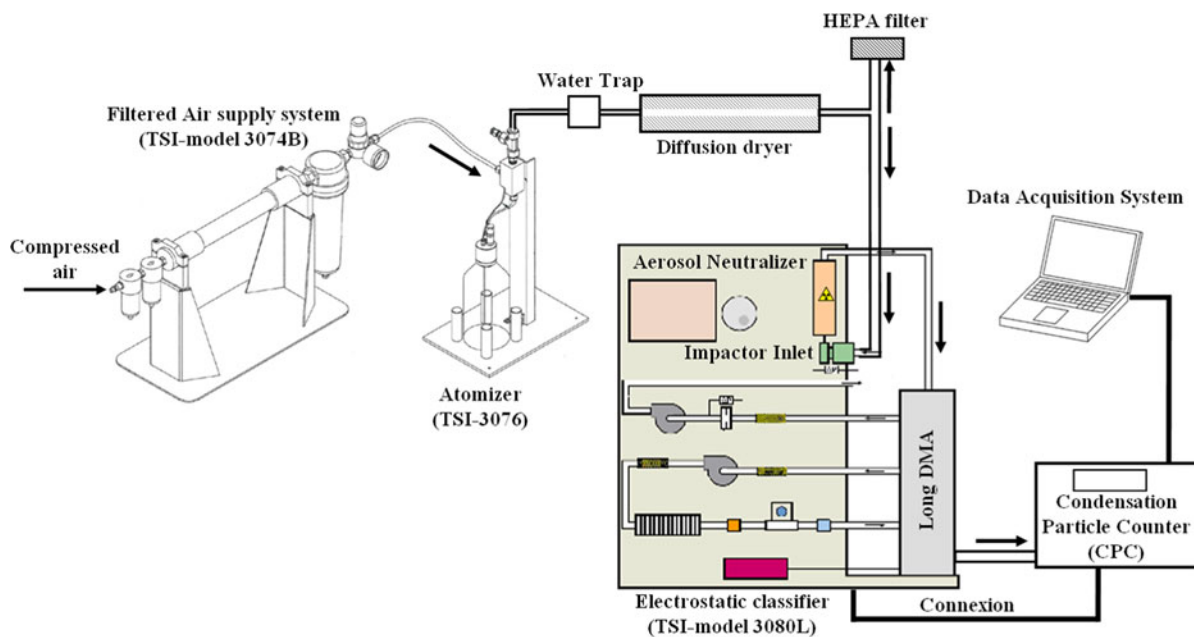 HEPA filter
Water Trap
Filtered Air supply system
(TSI-model 3074B)
Diffusion dryer
Data Acquisition System
Compressed
air
Aerosol Neutralizer
Impactor Inlet
Atomizer
(TSI-3076)
Long DMA
Condensation
Particle Counter
(CPC)
Electrostatic classifier
(TSI-model 3080L)
Connexion